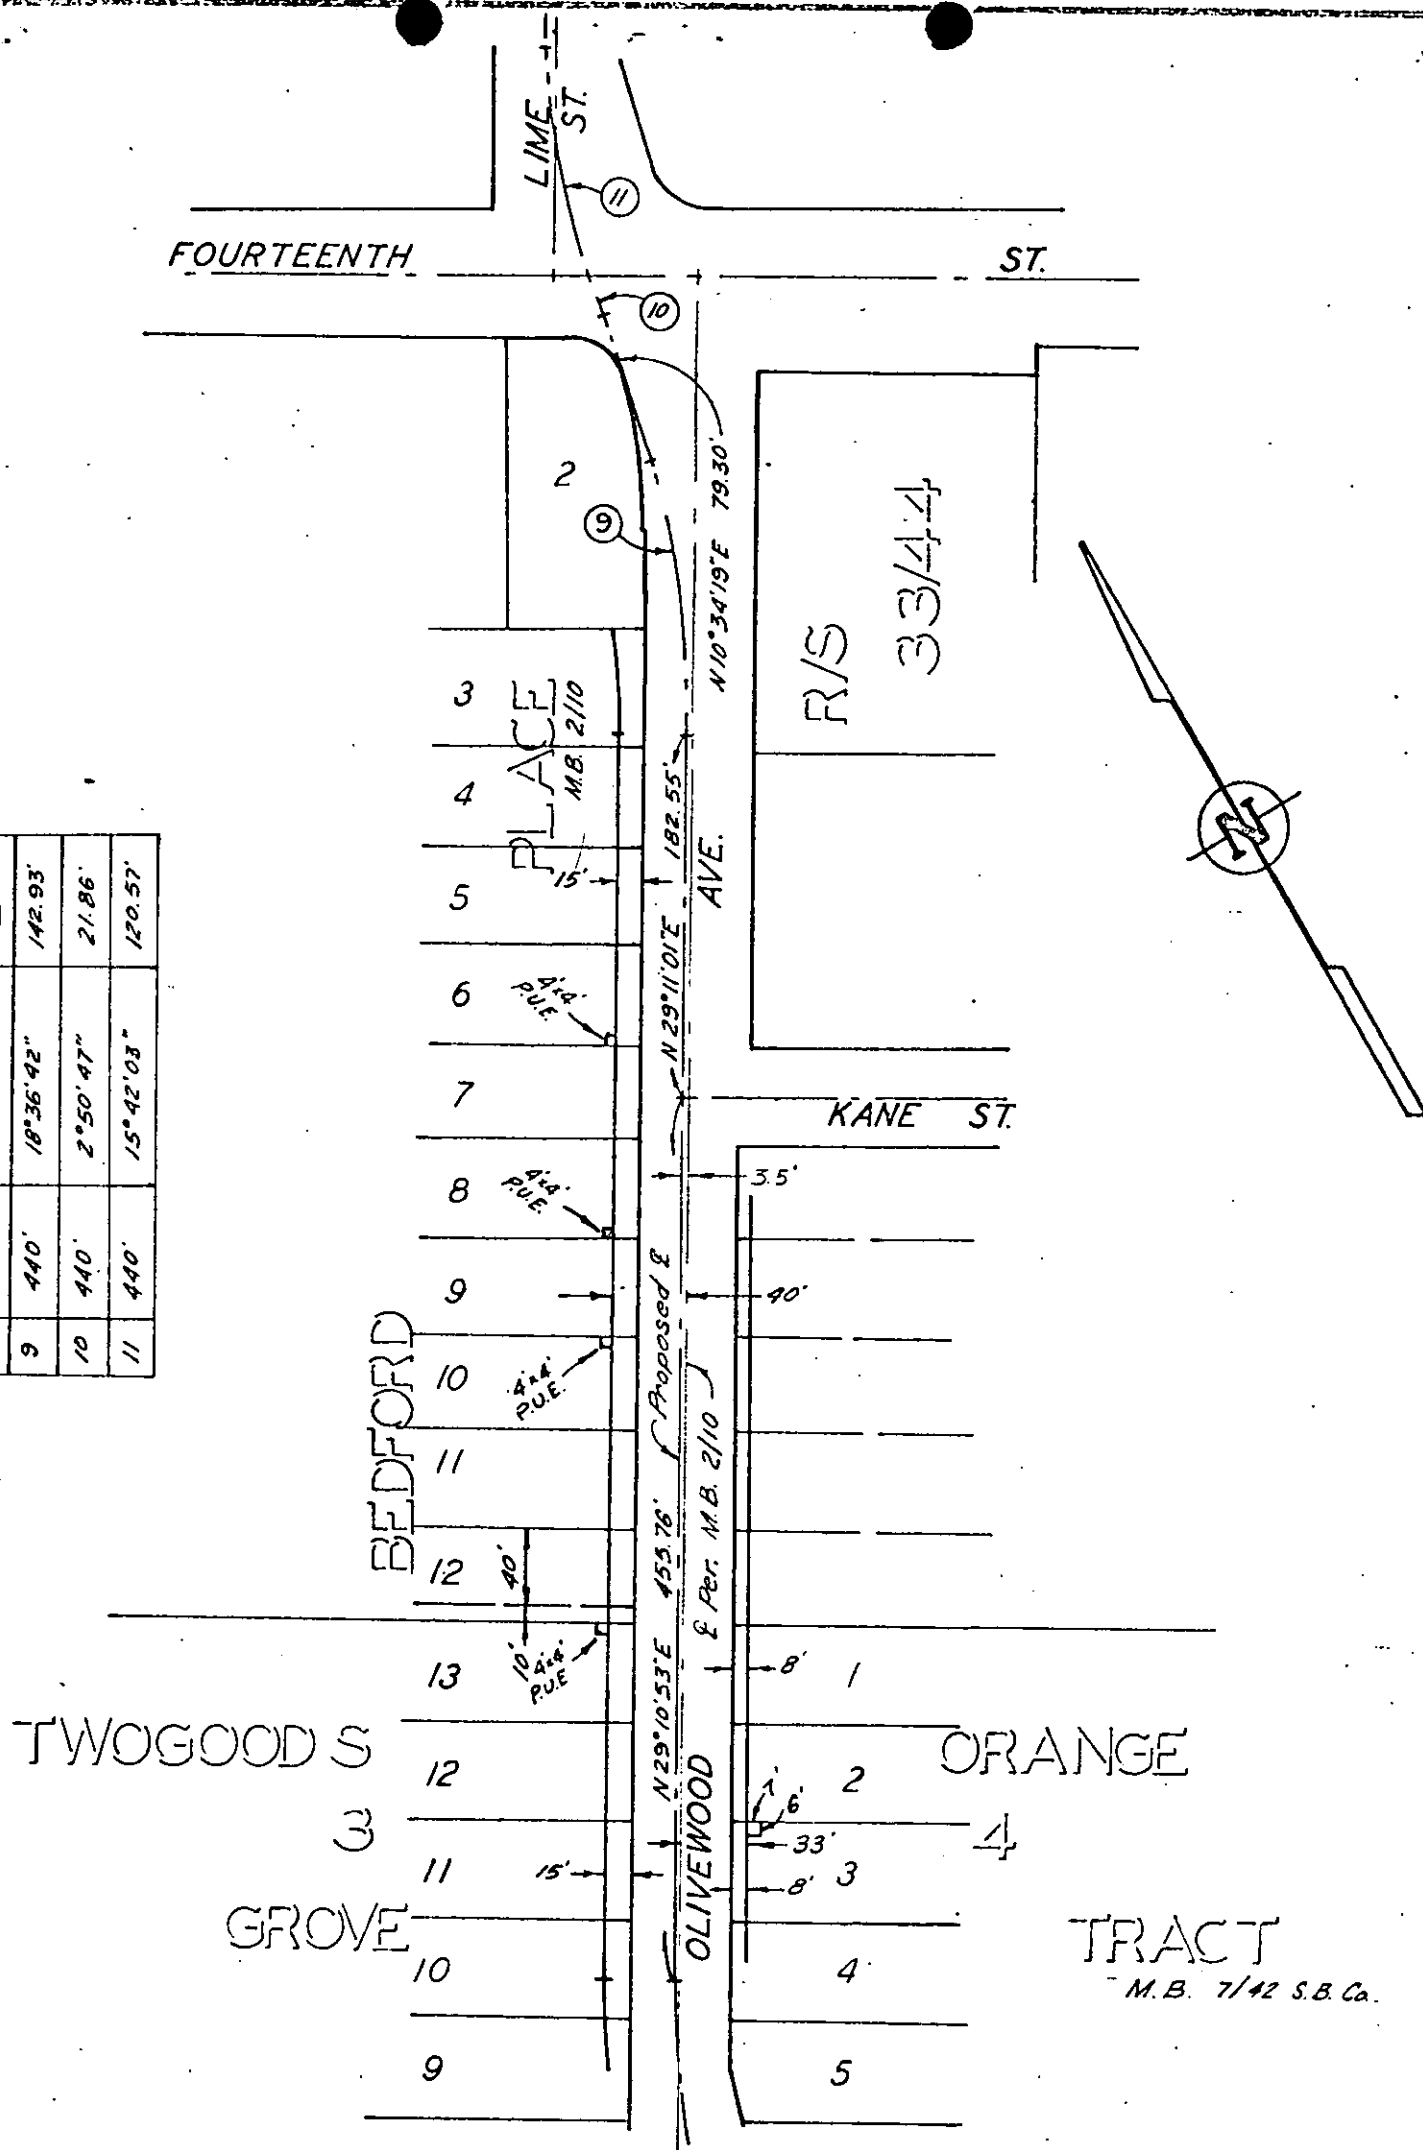 LIME
ST.
11
FOURTEENTH ST.
10
2
9
N 10°34'19"E 79.30'
R/S
33/44
3
PLACE
M.B. 2/10
4
182.55'
AVE.
15'
5
N 29°11'01"E
6
4'x4'
P.U.E.
N
7
KANE ST.
8
4'x4'
P.U.E.
3.5'
9
Proposed ℄
40'
BEDFORD
10
4'x4'
P.U.E.
11
℄ Per. M.B. 2/10
12
40'
N 29°10'53"E 455.76'
10'
13
4'x4'
P.U.E.
8'
1
TWOGOODS
ORANGE
12
OLIVEWOOD
2
6'
3
4
33'
11
15'
8'
3
GROVE
TRACT
10
4
M.B. 7/42 S.B. Co.
9
5
9 440' 18°36'42" 142.93'
10 440' 2°50'47" 21.86'
11 440' 15°42'03" 120.57'